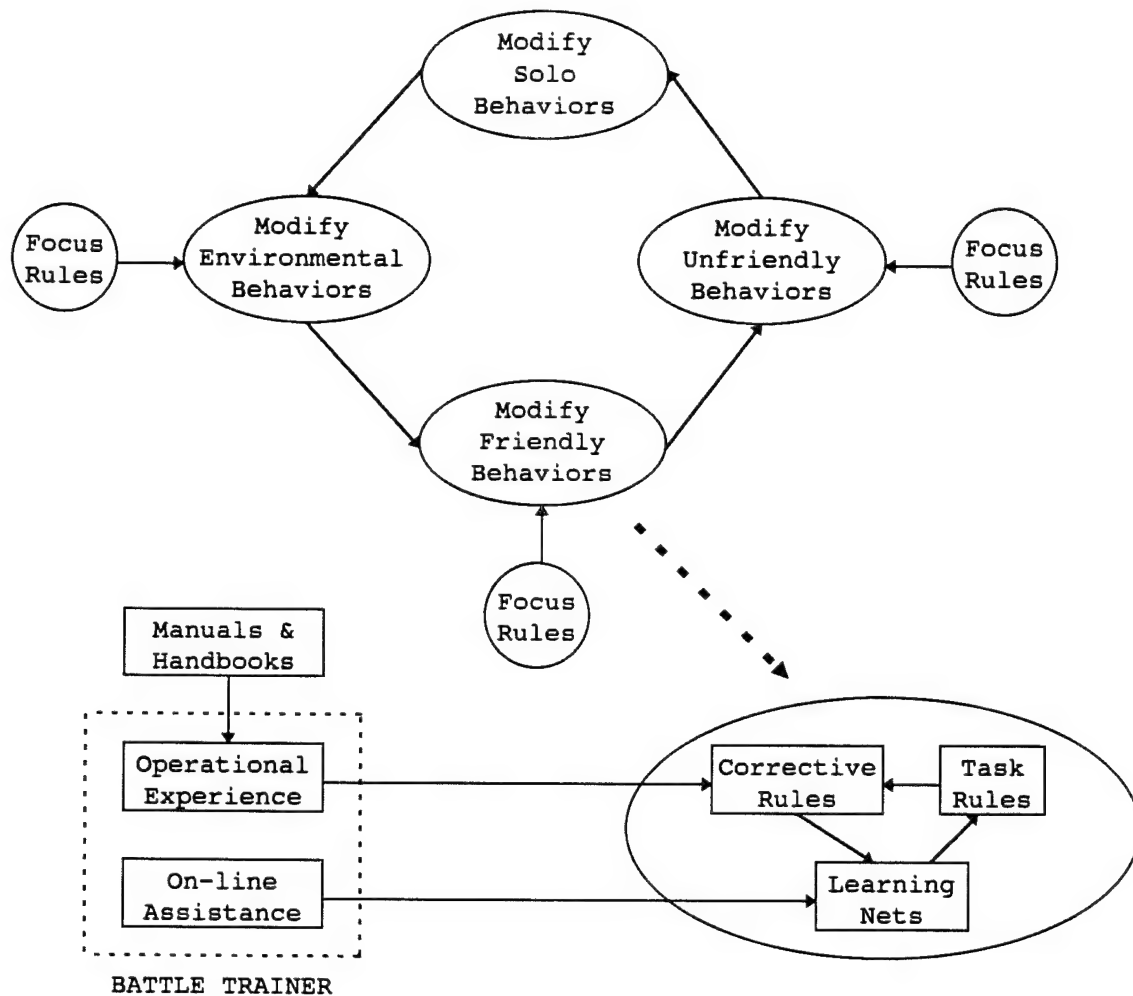 Modify
Solo
Behaviors
Focus
Rules
Modify
Environmental
Behaviors
Modify
Unfriendly
Behaviors
Focus
Rules
Modify
Friendly
Behaviors
Focus
Rules
Manuals &
Handbooks
Operational
Experience
On-line
Assistance
BATTLE TRAINER
Corrective
Rules
Task
Rules
Learning
Nets